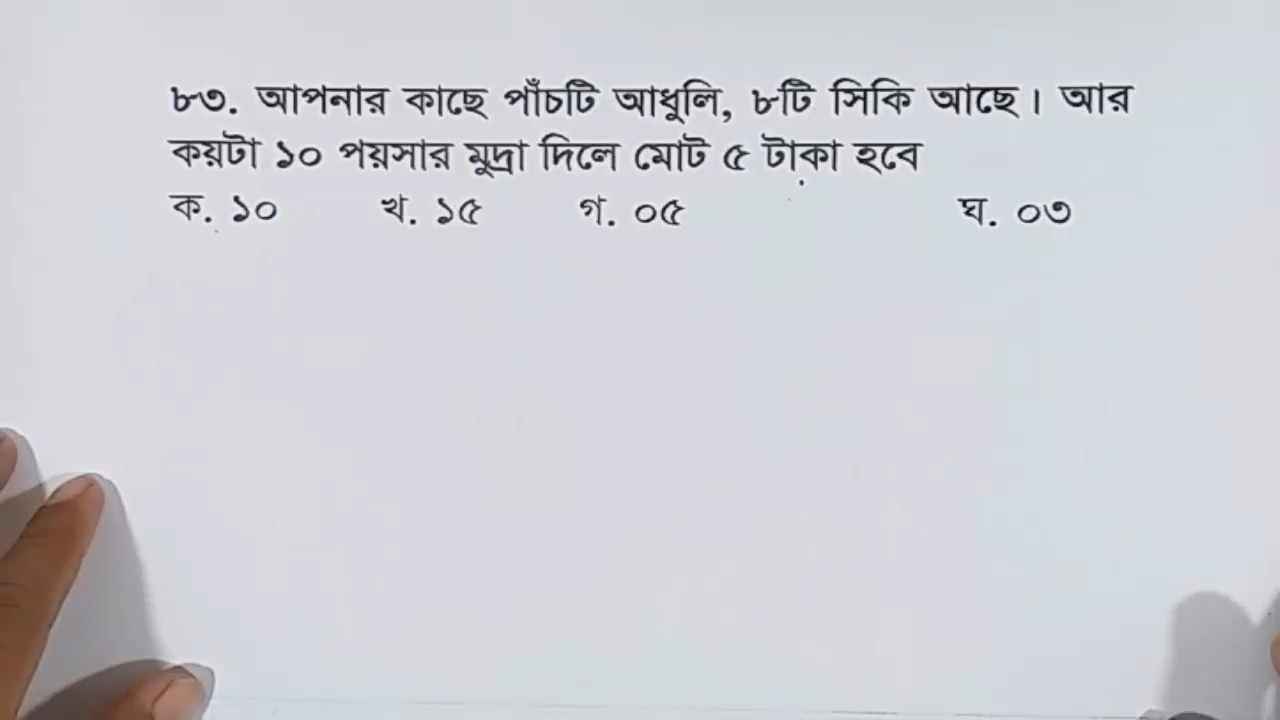 ৮৩. আপনার কাছে পাঁচটি আধুলি, ৮টি সিকি আছে। আর
কয়টা ১০ পয়সার মুদ্রা দিলে মোট ৫ টাকা হবে
ক. ১০ খ. ১৫ গ. ০৫ ঘ. ০৩